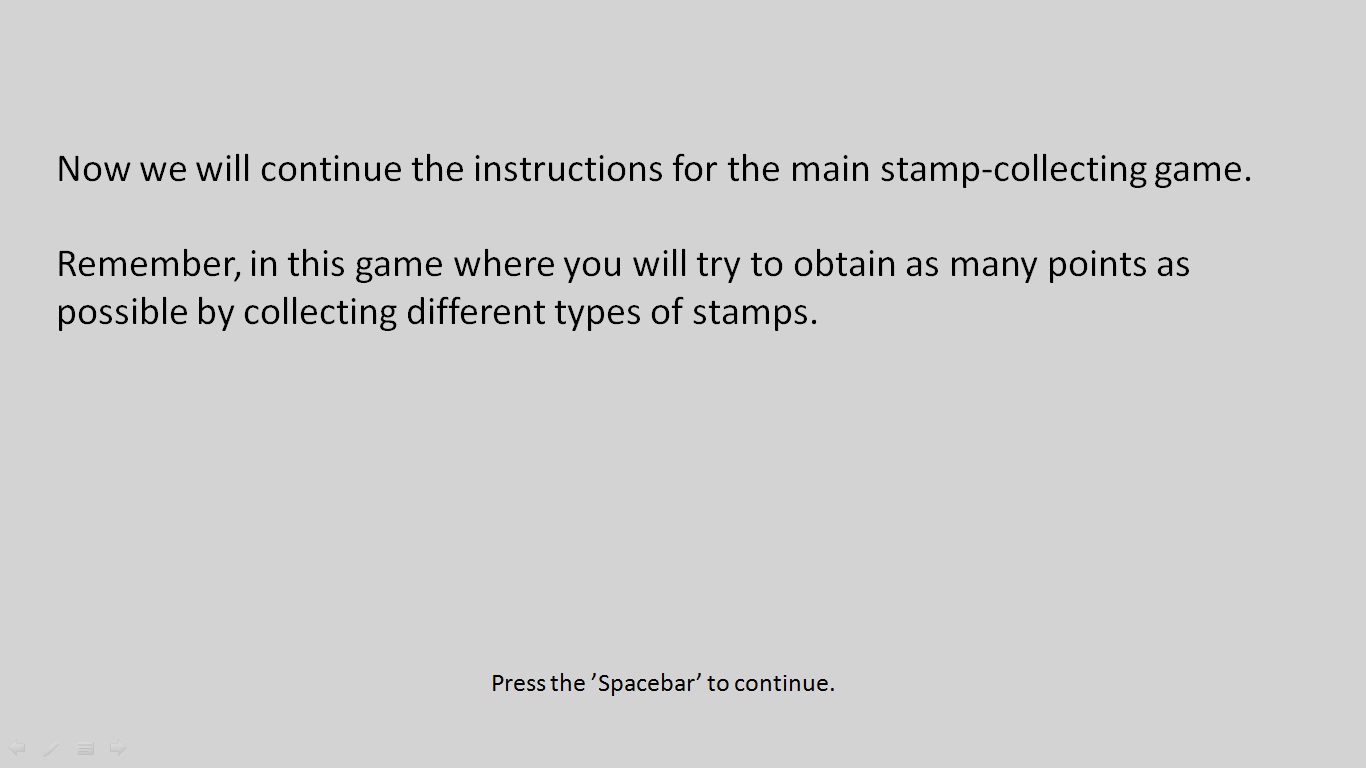 Now we will continue the instructions for the main stamp-collecting game.
Remember, in this game where you will try to obtain as many points as
possible by collecting different types of stamps.
Press the ’Spacebar’ to continue.